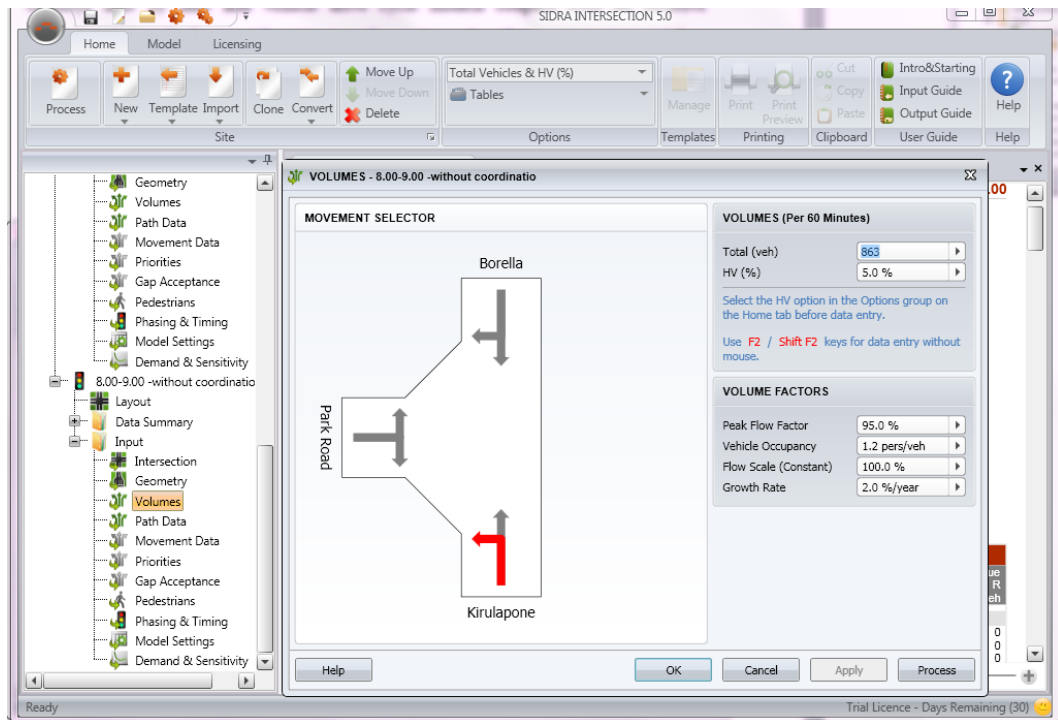 SIDRA INTERSECTION 5.0
Home Model Licensing
Process
New Template Import
Clone Convert
Move Up
Move Down
Delete
Site
Total Vehicles & HV (%)
Tables
Options
Manage
Templates
Print Print Preview
Printing
Cut
Copy
Paste
Clipboard
Intro&Starting
Input Guide
Output Guide
User Guide
Help
Help
Geometry
Volumes
Path Data
Movement Data
Priorities
Gap Acceptance
Pedestrians
Phasing & Timing
Model Settings
Demand & Sensitivity
8.00-9.00 -without coordinatio
Layout
Data Summary
Input
Intersection
Geometry
Volumes
Path Data
Movement Data
Priorities
Gap Acceptance
Pedestrians
Phasing & Timing
Model Settings
Demand & Sensitivity
VOLUMES - 8.00-9.00 -without coordinatio
MOVEMENT SELECTOR
Borella
Park Road
Kirulapone
VOLUMES (Per 60 Minutes)
Total (veh) 863
HV (%) 5.0 %
Select the HV option in the Options group on
the Home tab before data
entry.
Use F2 / Shift F2 keys for data entry without
mouse.
VOLUME FACTORS
Peak Flow Factor 95.0 %
Vehicle Occupancy 1.2 pers/veh
Flow Scale (Constant) 100.0 %
Growth Rate 2.0 %/year
Help OK Cancel Apply Process
.00
ue
R
eh
0
0
0
Ready
Trial Licence - Days Remaining (30)